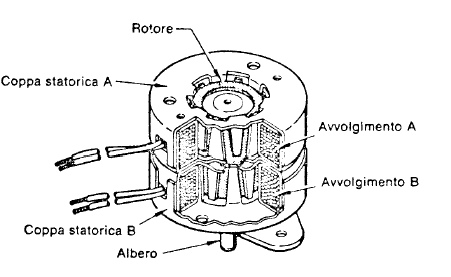 Rotore
Coppa statorica A
Avvolgimento A
Avvolgimento B
Coppa statorica B
Albero